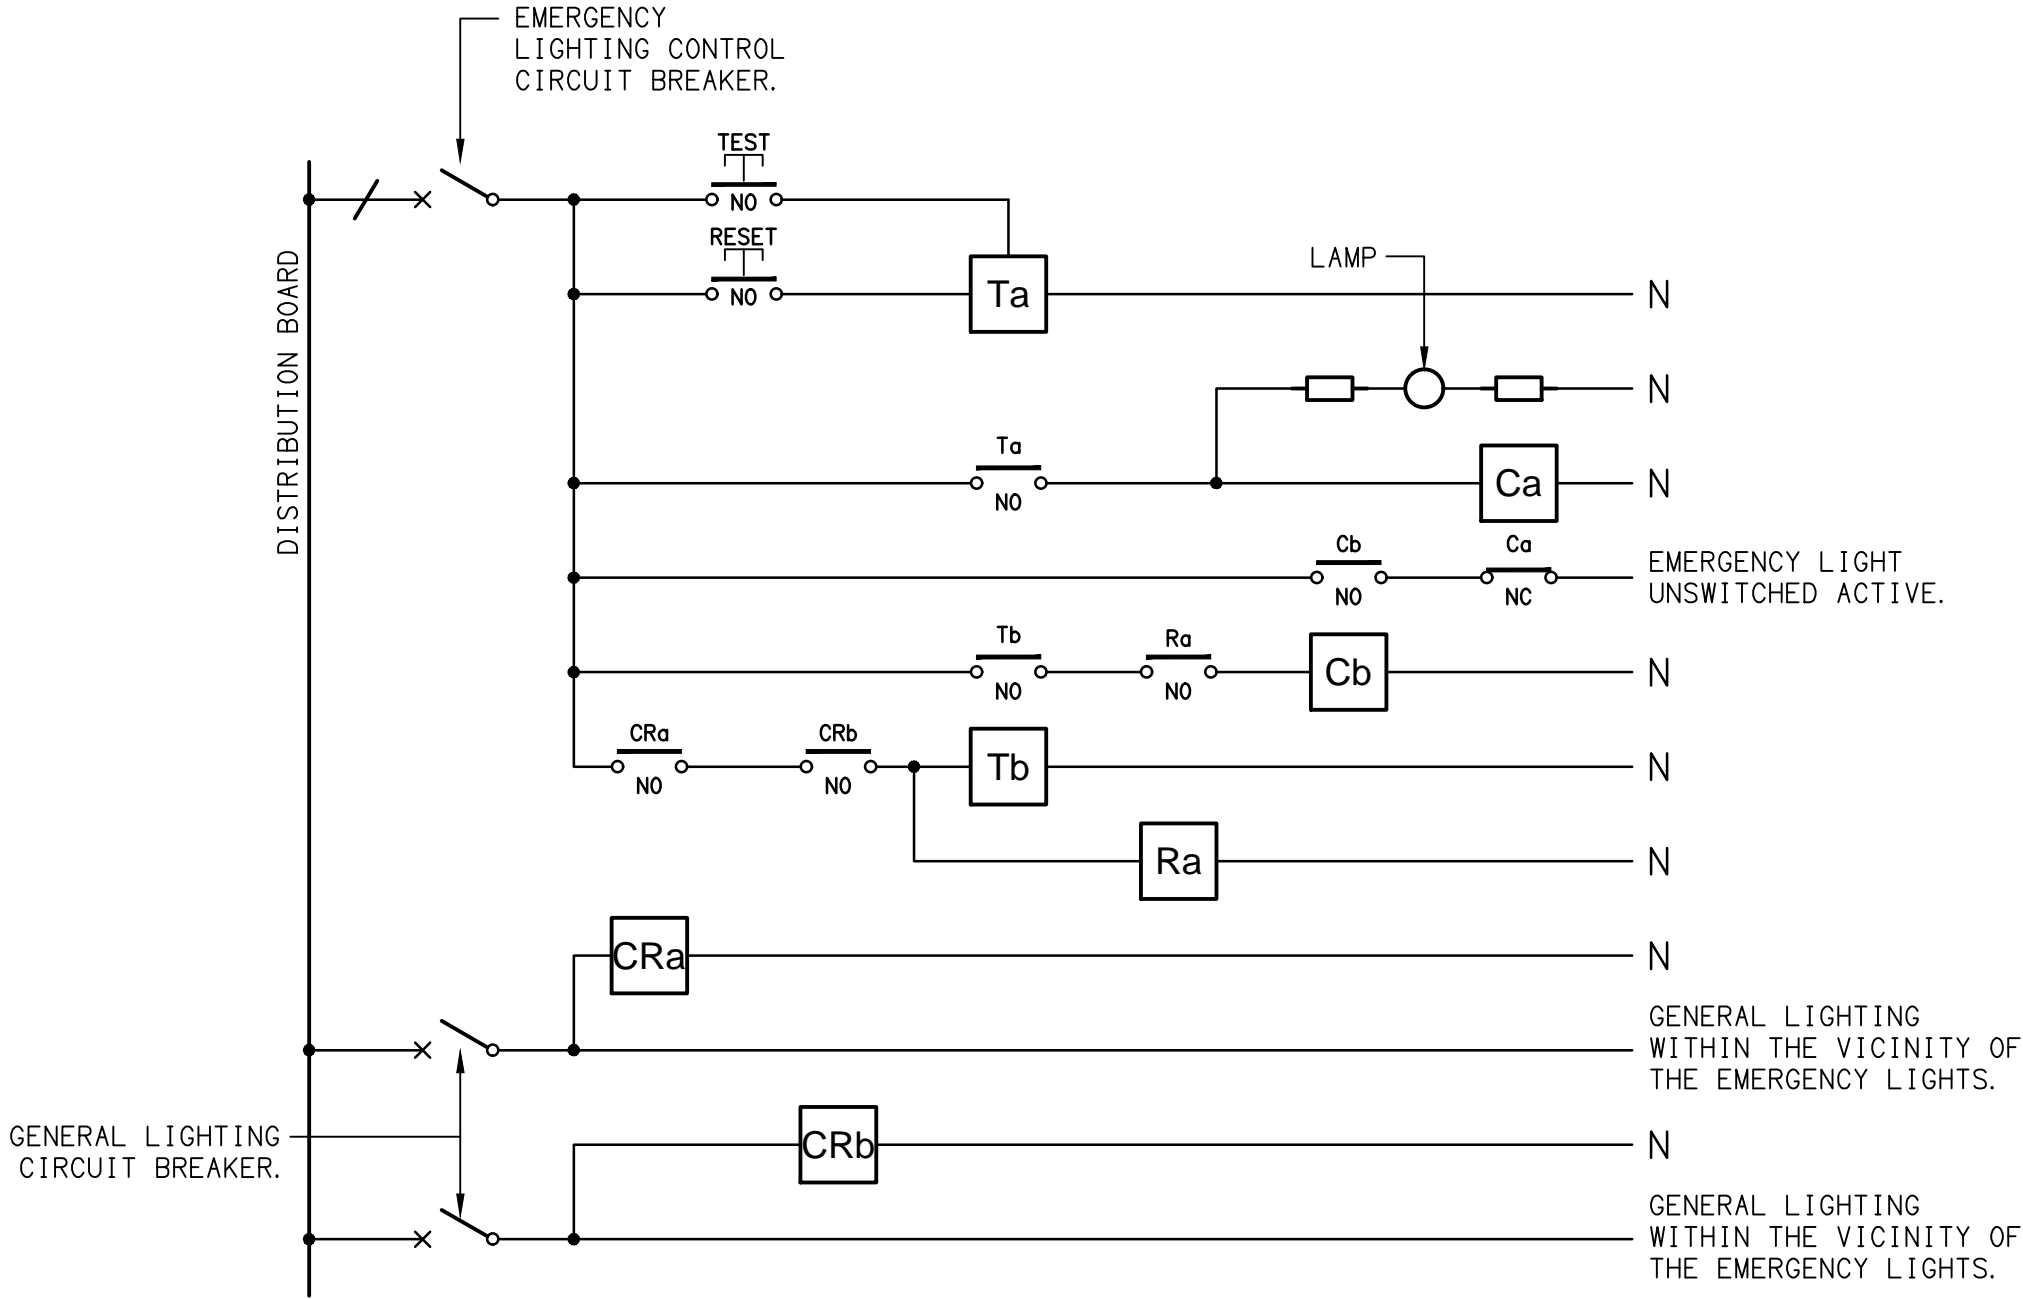 EMERGENCY
LIGHTING CONTROL
CIRCUIT BREAKER.
TEST
NO
RESET
NO
DISTRIBUTION BOARD
Ta
N
LAMP
N
Ta
NO
Ca
N
Cb
NO
Ca
NC
EMERGENCY LIGHT
UNSWITCHED ACTIVE.
Tb
NO
Ra
NO
Cb
N
CRa
NO
CRb
NO
Tb
N
Ra
N
CRa
N
GENERAL LIGHTING
WITHIN THE VICINITY OF
THE EMERGENCY LIGHTS.
GENERAL LIGHTING
CIRCUIT BREAKER.
CRb
N
GENERAL LIGHTING
WITHIN THE VICINITY OF
THE EMERGENCY LIGHTS.